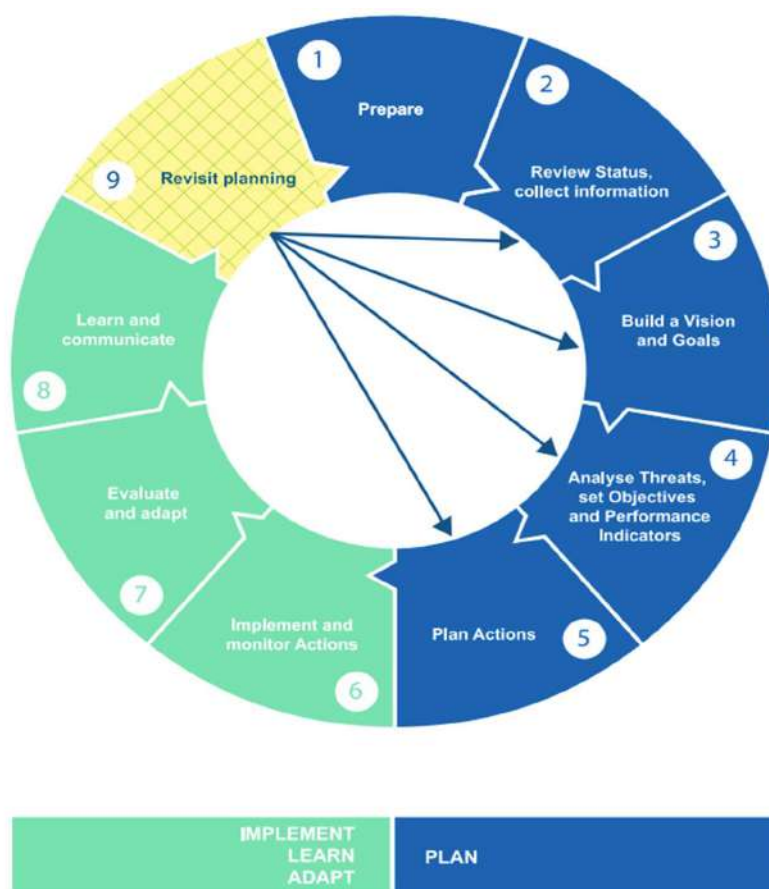 1
Prepare
2
Review Status,
collect information
3
Build a Vision
and Goals
4
Analyse Threats,
set Objectives
and Performance
Indicators
5
Plan Actions
6
Implement and
monitor Actions
7
Evaluate
and adapt
8
Learn and
communicate
9
Revisit planning
IMPLEMENT
LEARN
ADAPT
PLAN